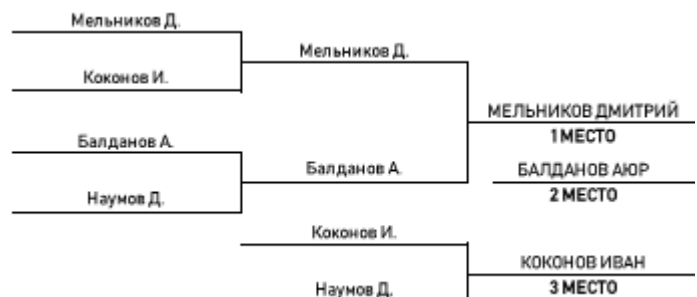 Мельников Д.
Коконов И.
Балданов А.
Наумов Д.
Мельников Д.
Балданов А.
МЕЛЬНИКОВ ДМИТРИЙ
1 МЕСТО
БАЛДАНОВ АЮР
2 МЕСТО
Коконов И.
Наумов Д.
КОКОНОВ ИВАН
3 МЕСТО